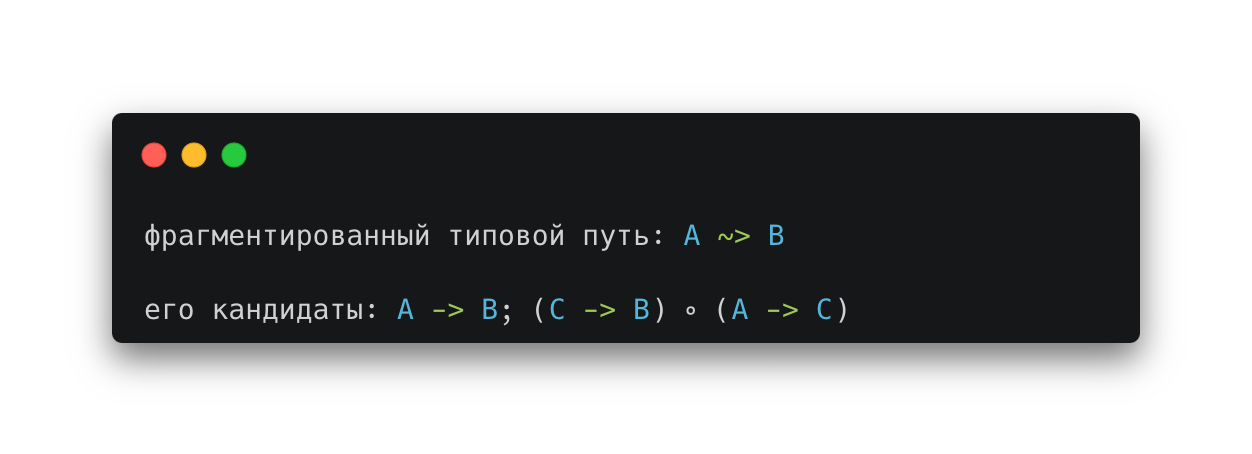 фрагментированный типовой путь: A ~> B
его кандидаты: A -> B; (C -> B) ∘ (A -> C)